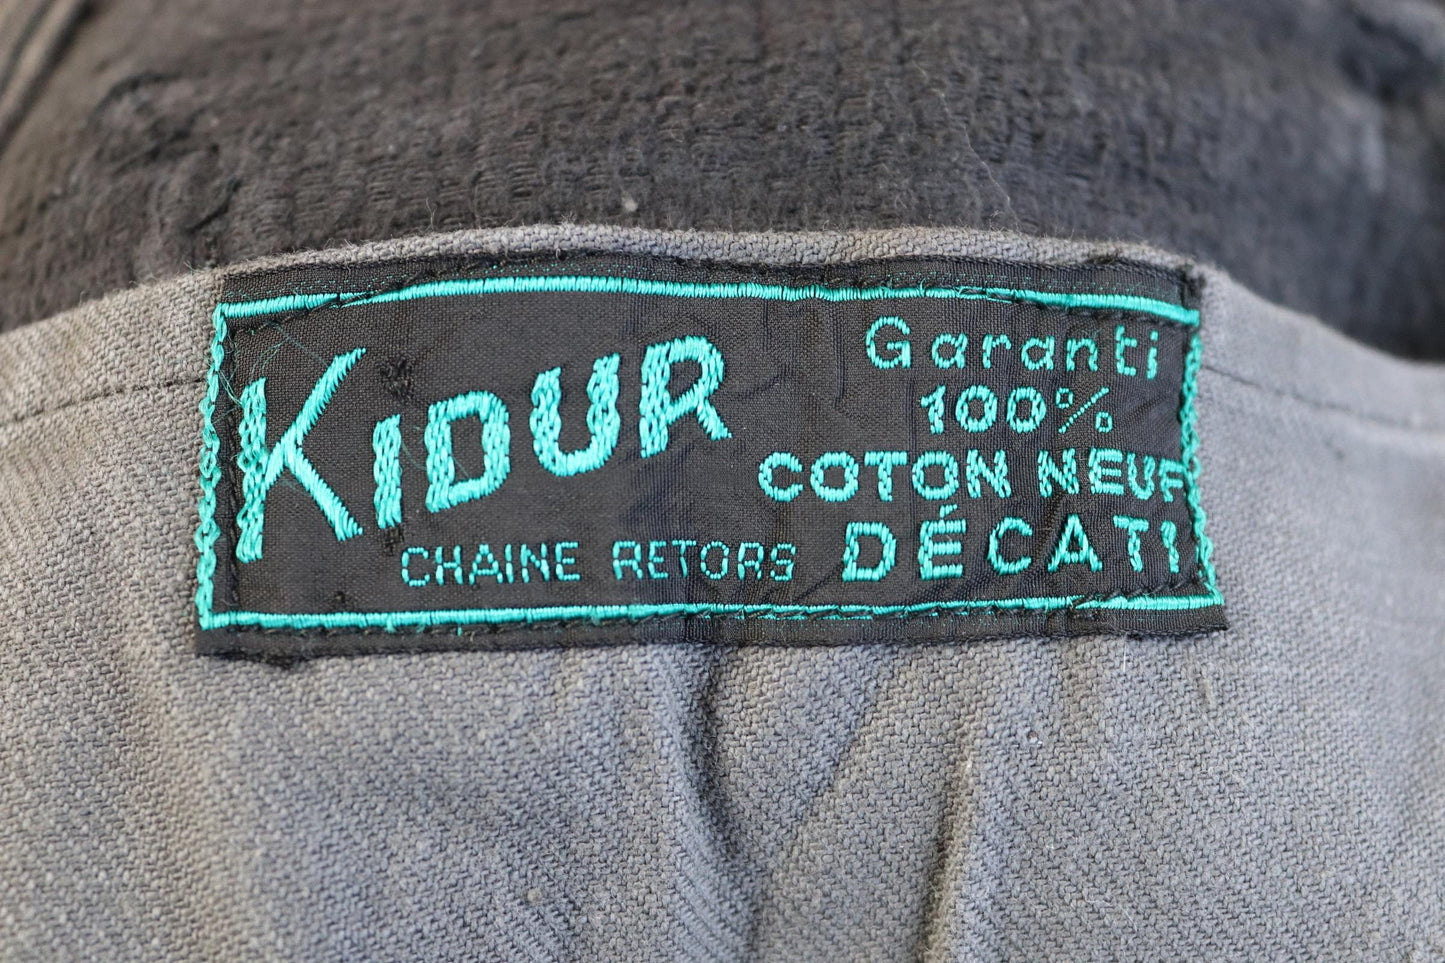 KIDUR
CHAINE RETORS
Garanti
100%
COTON NEUF
DÉCATI